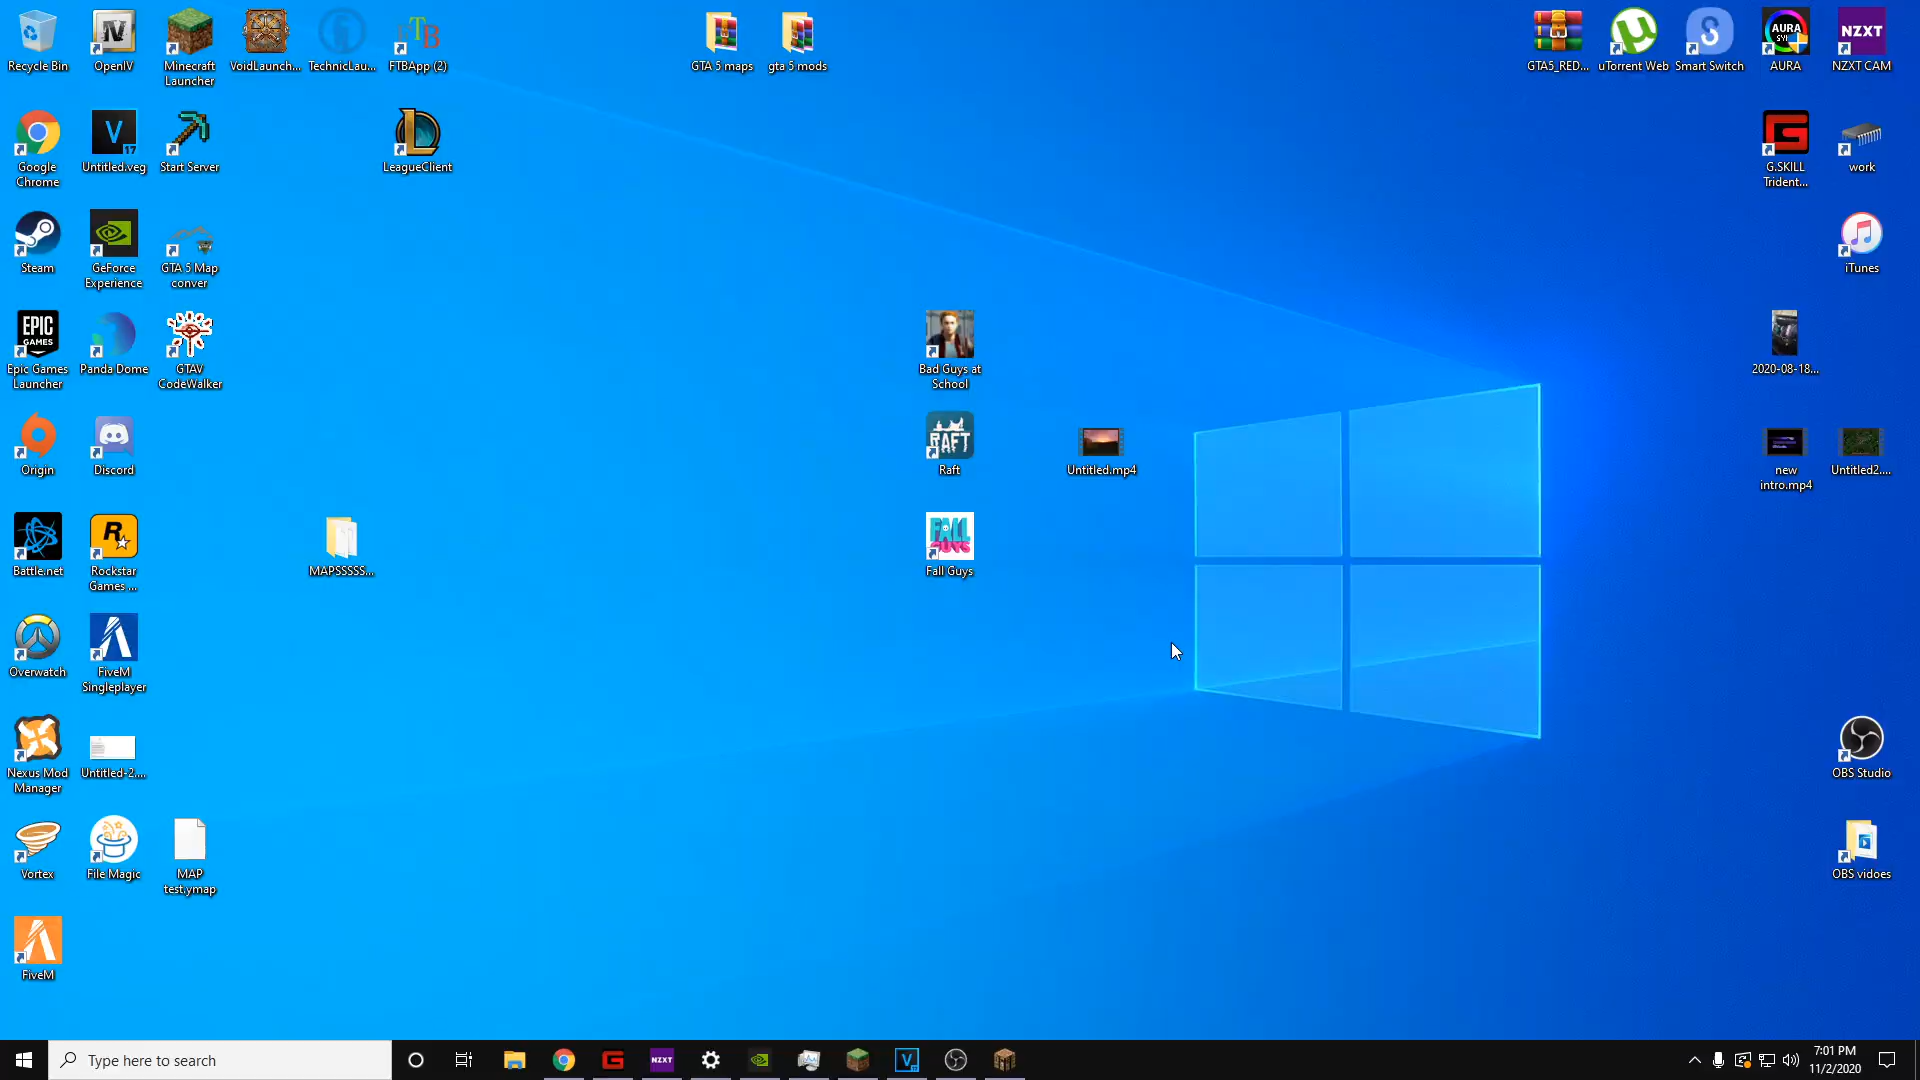 Recycle Bin
OpenIV
Minecraft
Launcher
VoidLaunch...
TechnicLau...
FTBApp (2)
GTA 5 maps
gta 5 mods
GTA5_RED...
uTorrent Web
Smart Switch
AURA
NZXT CAM
Google
Chrome
Untitled.veg
Start Server
LeagueClient
G.SKILL
Trident...
work
Steam
GeForce
Experience
GTA 5 Map
conver
iTunes
Epic Games
Launcher
Panda Dome
GTAV
CodeWalker
Bad Guys at
School
2020-08-18...
Origin
Discord
Raft
Untitled.mp4
new
intro.mp4
Untitled2....
Battle.net
Rockstar
Games ...
MAPSSSSS...
Fall Guys
Overwatch
FiveM
Singleplayer
Nexus Mod
Manager
Untitled-2....
OBS Studio
Vortex
File Magic
MAP
test.ymap
OBS vidoes
FiveM
Type here to search
NZXT
7:01 PM
11/2/2020